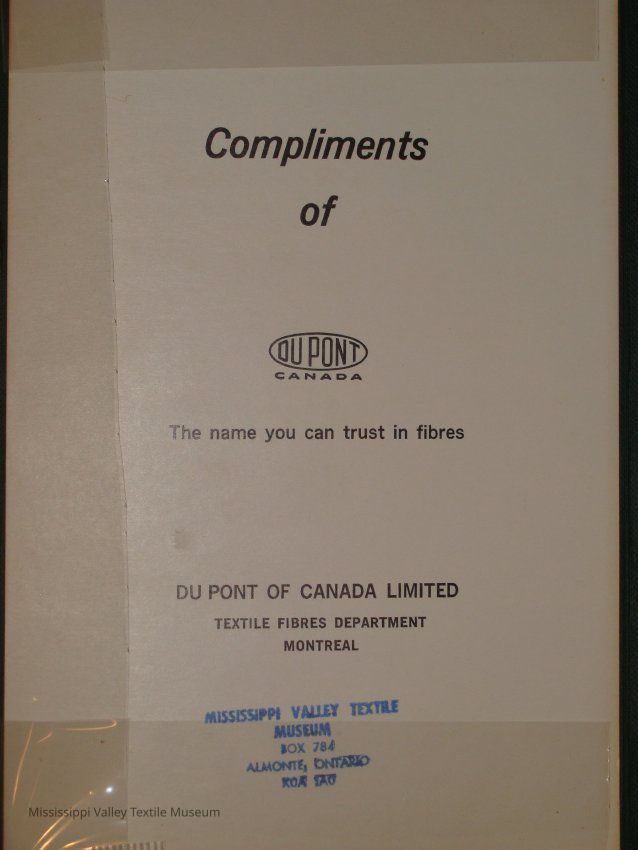 Compliments
of
DU PONT
CANADA
The name you can trust in fibres
DU PONT OF CANADA LIMITED
TEXTILE FIBRES DEPARTMENT
MONTREAL
MISSISSIPPI VALLEY TEXTILE
MUSEUM
BOX 784
ALMONTE, ONTARIO
K0A 1A0
Mississippi Valley Textile Museum